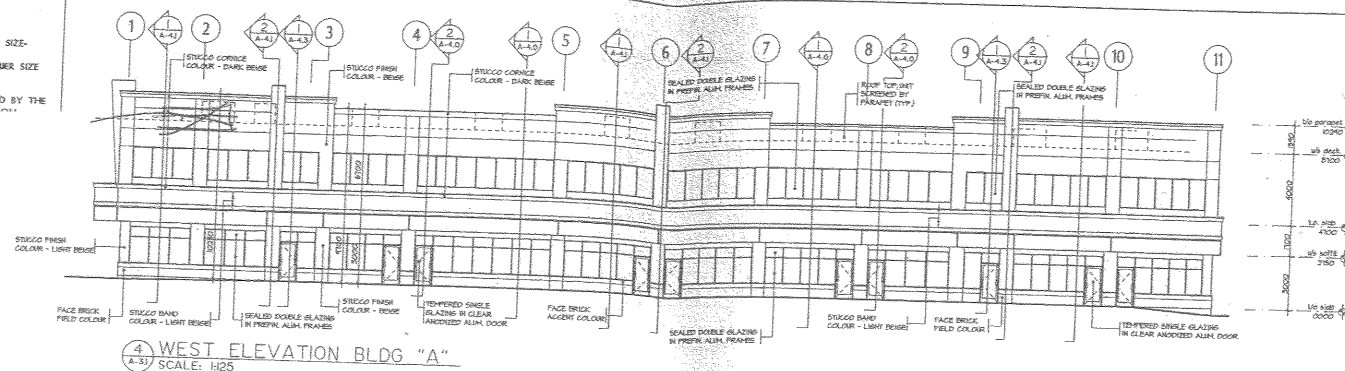 SIZE-
SIZE
D BY THE
1
1
A-4.1
2
2
A-4.1
1
A-4.3
3
4
2
A-4.0
1
A-4.0
5
1
A-4.1
6
2
A-4.1
7
1
A-4.0
8
2
A-4.0
9
1
A-4.3
2
A-4.1
1
A-4.2
10
11
STUCCO CORNICE
COLOUR - DARK BEIGE
STUCCO FINISH
COLOUR - BEIGE
STUCCO CORNICE
COLOUR - DARK BEIGE
SEALED DOUBLE GLAZING
IN PREFIN. ALUM. FRAMES
ROOF TOP UNIT
SCREENED BY
PARAPET (TYP.)
SEALED DOUBLE GLAZING
IN PREFIN. ALUM. FRAMES
t/o parapet
10290
u/s deck
4000
t.o. slab
4700
1700
u/s soffit
3000
t/o slab
0000
4700
3000
STUCCO FINISH
COLOUR - LIGHT BEIGE
FACE BRICK
FIELD COLOUR
STUCCO BAND
COLOUR - LIGHT BEIGE
SEALED DOUBLE GLAZING
IN PREFIN. ALUM. FRAMES
STUCCO FINISH
COLOUR - BEIGE
TEMPERED SINGLE
GLAZING IN CLEAR
ANODIZED ALUM. DOOR
FACE BRICK
ACCENT COLOUR
SEALED DOUBLE GLAZING
IN PREFIN. ALUM. FRAMES
STUCCO BAND
COLOUR - LIGHT BEIGE
FACE BRICK
FIELD COLOUR
TEMPERED SINGLE GLAZING
IN CLEAR ANODIZED ALUM. DOOR
4
A-3.1
WEST ELEVATION BLDG "A"
SCALE: 1:125